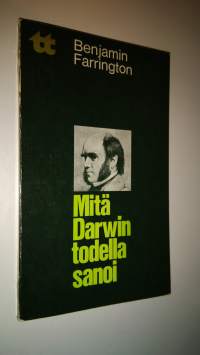 tt
Benjamin
Farrington
Mitä
Darwin
todella
sanoi